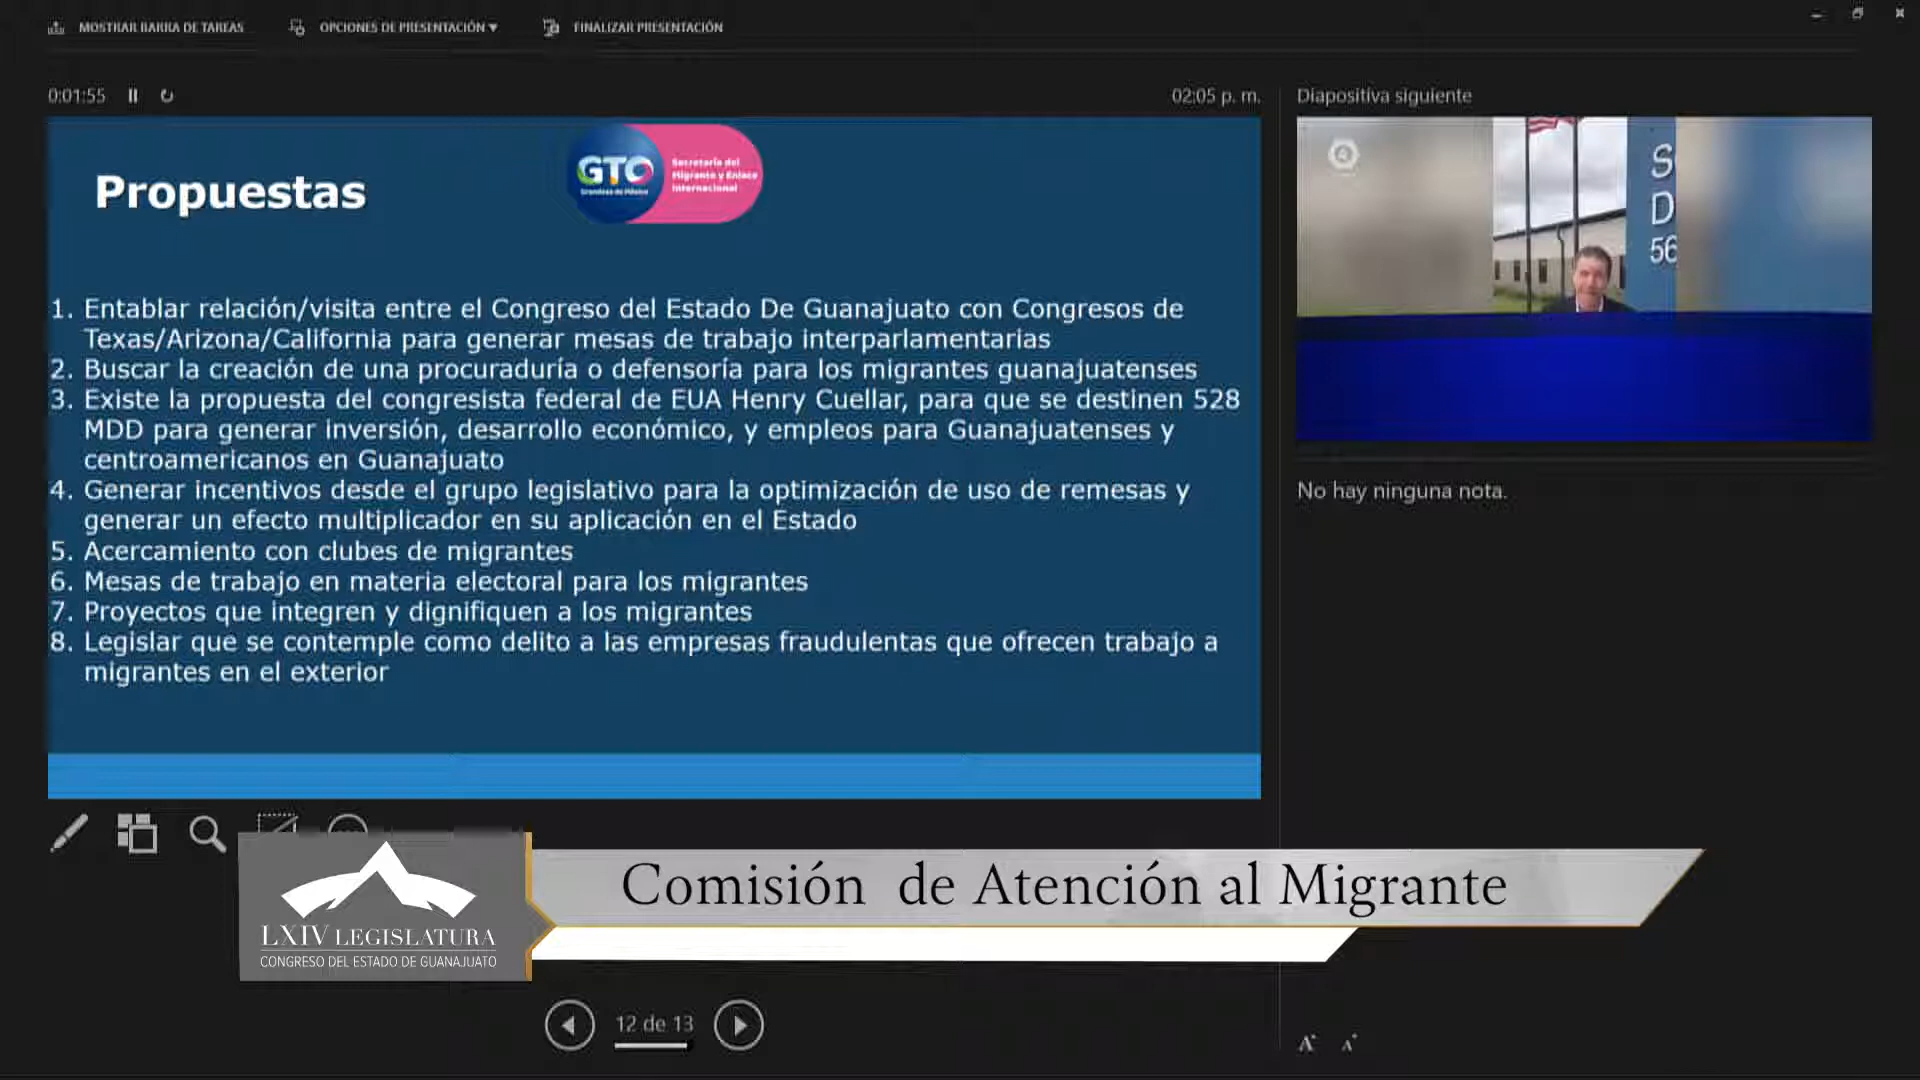 MOSTRAR BARRA DE TAREAS
OPCIONES DE PRESENTACIÓN ▼
FINALIZAR PRESENTACIÓN
0:01:55
02:05 p. m.
Diapositiva siguiente
GTO
Grandeza de México
Secretaría del
Migrante y Enlace
Internacional
Propuestas
S
D
56
1. Entablar relación/visita entre el Congreso del Estado De Guanajuato con Congresos de
Texas/Arizona/California para generar mesas de trabajo interparlamentarias
2. Buscar la creación de una procuraduría o defensoría para los migrantes guanajuatenses
3. Existe la propuesta del congresista federal de EUA Henry Cuellar, para que se destinen 528
MDD para generar inversión, desarrollo económico, y empleos para Guanajuatenses y
centroamericanos en Guanajuato
4. Generar incentivos desde el grupo legislativo para la optimización de uso de remesas y
generar un efecto multiplicador en su aplicación en el Estado
5. Acercamiento con clubes de migrantes
6. Mesas de trabajo en materia electoral para los migrantes
7. Proyectos que integren y dignifiquen a los migrantes
8. Legislar que se contemple como delito a las empresas fraudulentas que ofrecen trabajo a
migrantes en el exterior
No hay ninguna nota.
Comisión de Atención al Migrante
LXIV LEGISLATURA
CONGRESO DEL ESTADO DE GUANAJUATO
12 de 13
A A